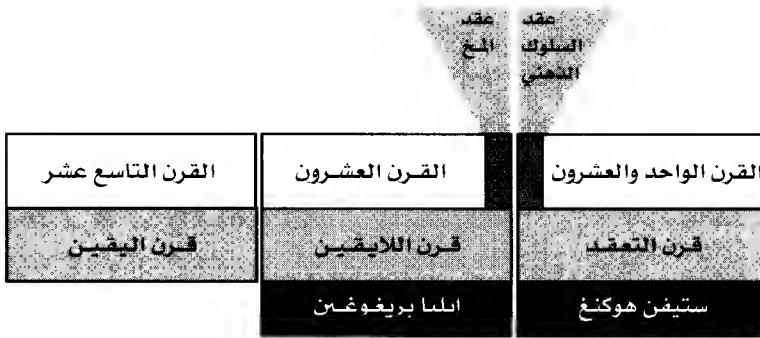 عقد
السلوك
الذهني
عقد
المخ
القرن الواحد والعشرون
القرن العشرون
القرن التاسع عشر
قرن التعقد
قرن اللايقين
قرن اليقين
ستيفن هوكنغ
ايليا بريغوغين